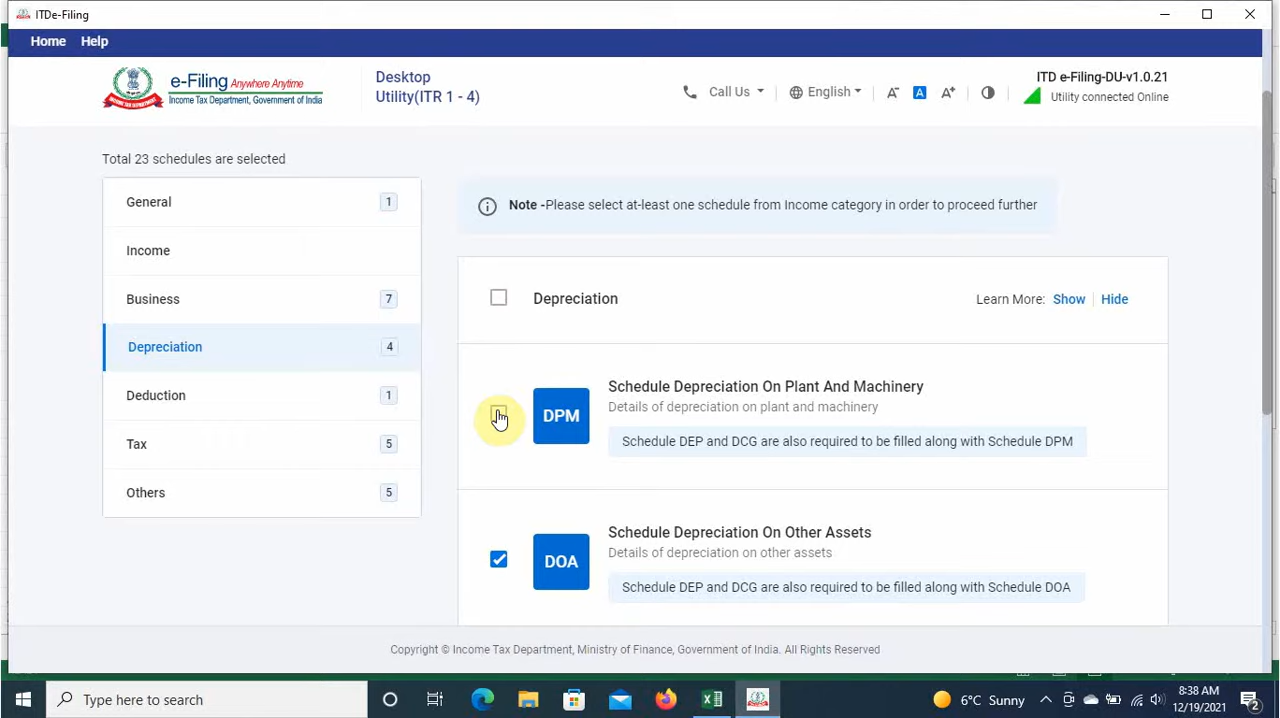 ITDe-Filing
Home Help
e-Filing Anywhere Anytime
Income Tax Department, Government of India
Desktop
Utility(ITR 1 - 4)
Call Us
English
A-
A
A+
ITD e-Filing-DU-v1.0.21
Utility connected Online
Total 23 schedules are selected
General 1
Income
Business 7
Depreciation 4
Deduction 1
Tax 5
Others 5
Note -Please select at-least one schedule from Income category in order to proceed further
Depreciation
Learn More: Show | Hide
DPM
Schedule Depreciation On Plant And Machinery
Details of depreciation on plant and machinery
Schedule DEP and DCG are also required to be filled along with Schedule DPM
DOA
Schedule Depreciation On Other Assets
Details of depreciation on other assets
Schedule DEP and DCG are also required to be filled along with Schedule DOA
Copyright © Income Tax Department, Ministry of Finance, Government of India. All Rights Reserved
Type here to search
6°C Sunny
8:38 AM
12/19/2021
2